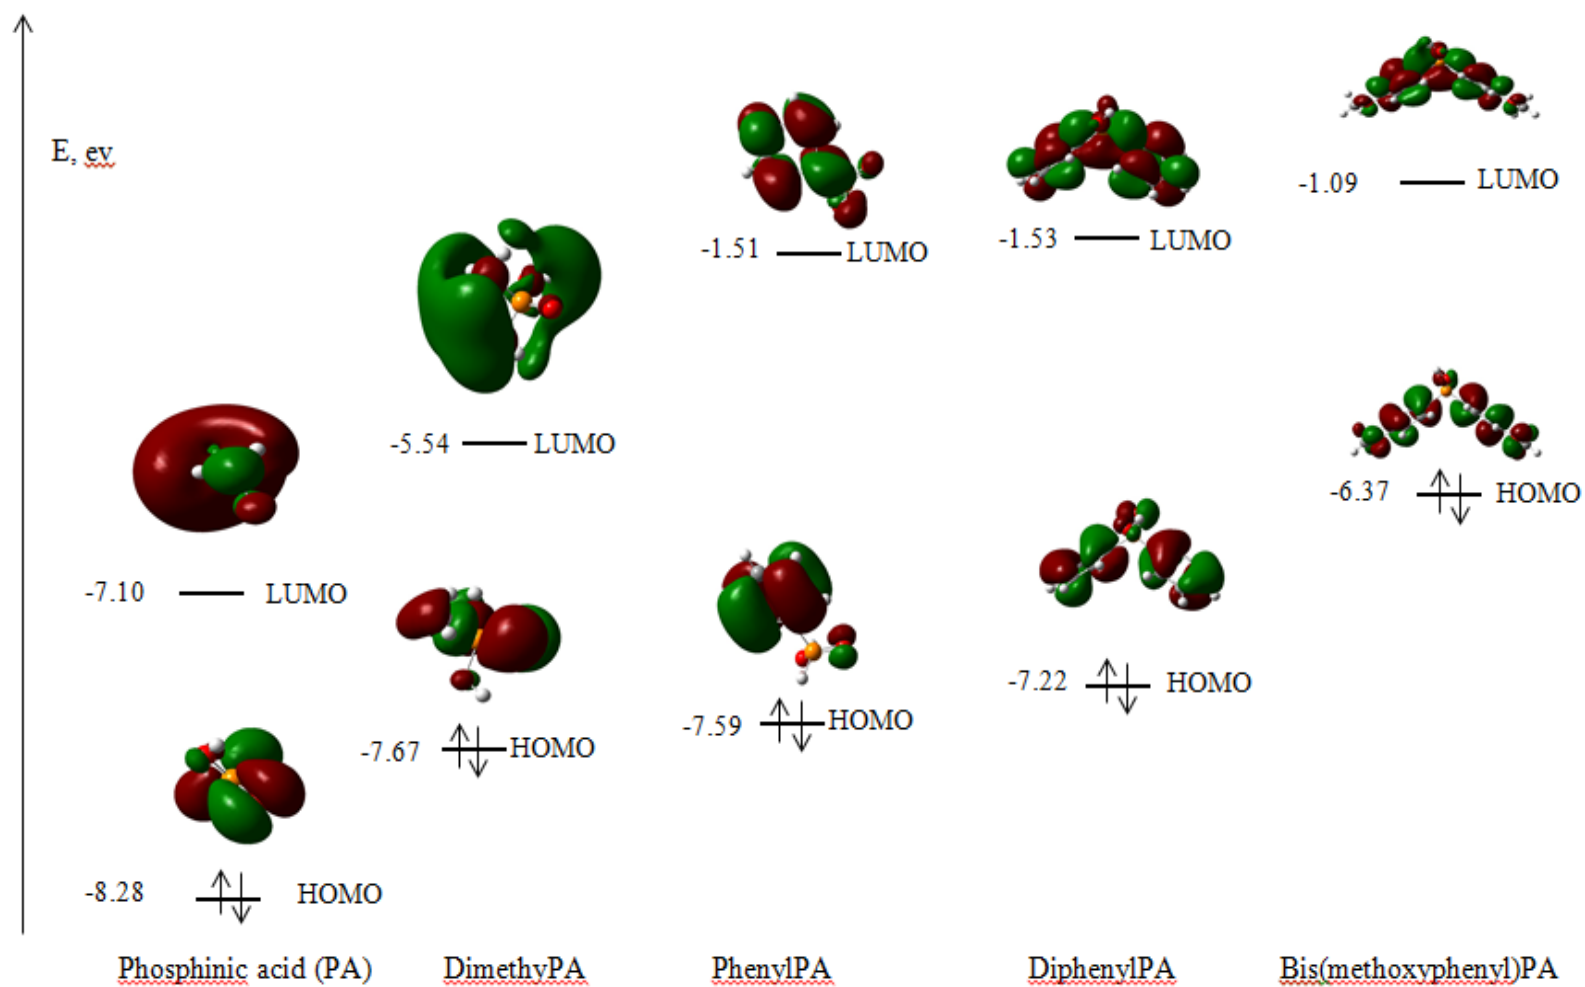 E, ev
-1.09 LUMO
-1.51 LUMO
-1.53 LUMO
-5.54 LUMO
-6.37 HOMO
-7.10 LUMO
-7.22 HOMO
-7.59 HOMO
-7.67 HOMO
-8.28 HOMO
Phosphinic acid (PA) DimethyPA PhenylPA DiphenylPA Bis(methoxyphenyl)PA